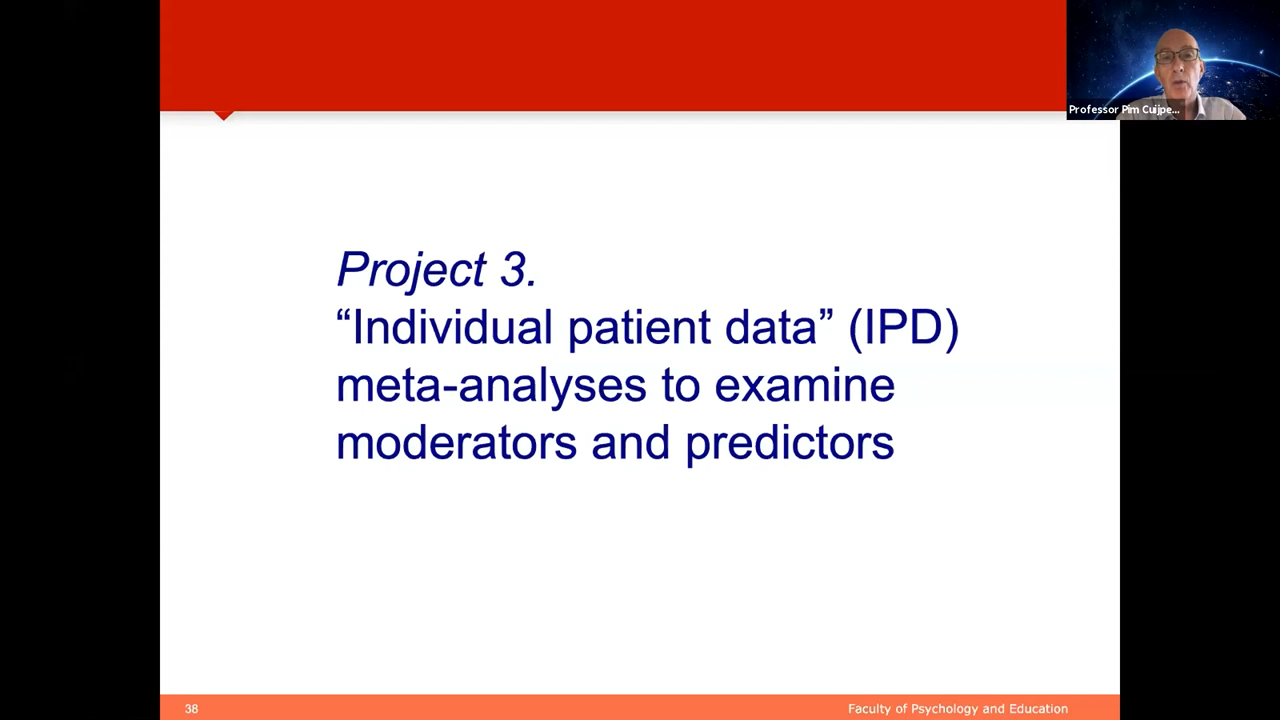 Professor Pim Cuijpe...
Project 3.
“Individual patient data” (IPD)
meta-analyses to examine
moderators and predictors
38
Faculty of Psychology and Education